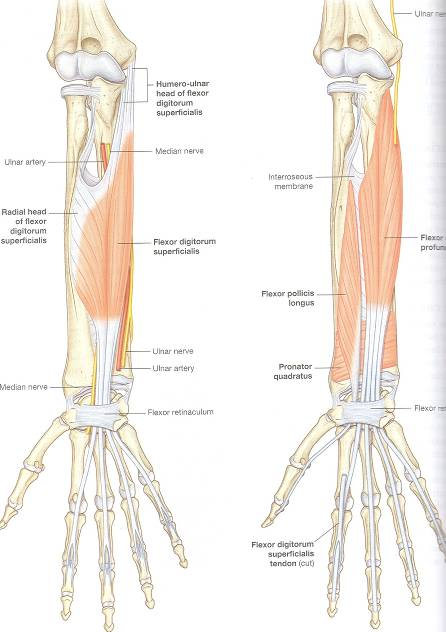 Humero-ulnar
head of flexor
digitorum
superficialis
Median nerve
Ulnar artery
Radial head
of flexor
digitorum
superficialis
Flexor digitorum
superficialis
Ulnar nerve
Ulnar artery
Median nerve
Flexor retinaculum
Ulnar
Interosseous
membrane
Flexor
Flexor pollicis
longus
Pronator
quadratus
Flexor
Flexor digitorum
superficialis
tendon (cut)